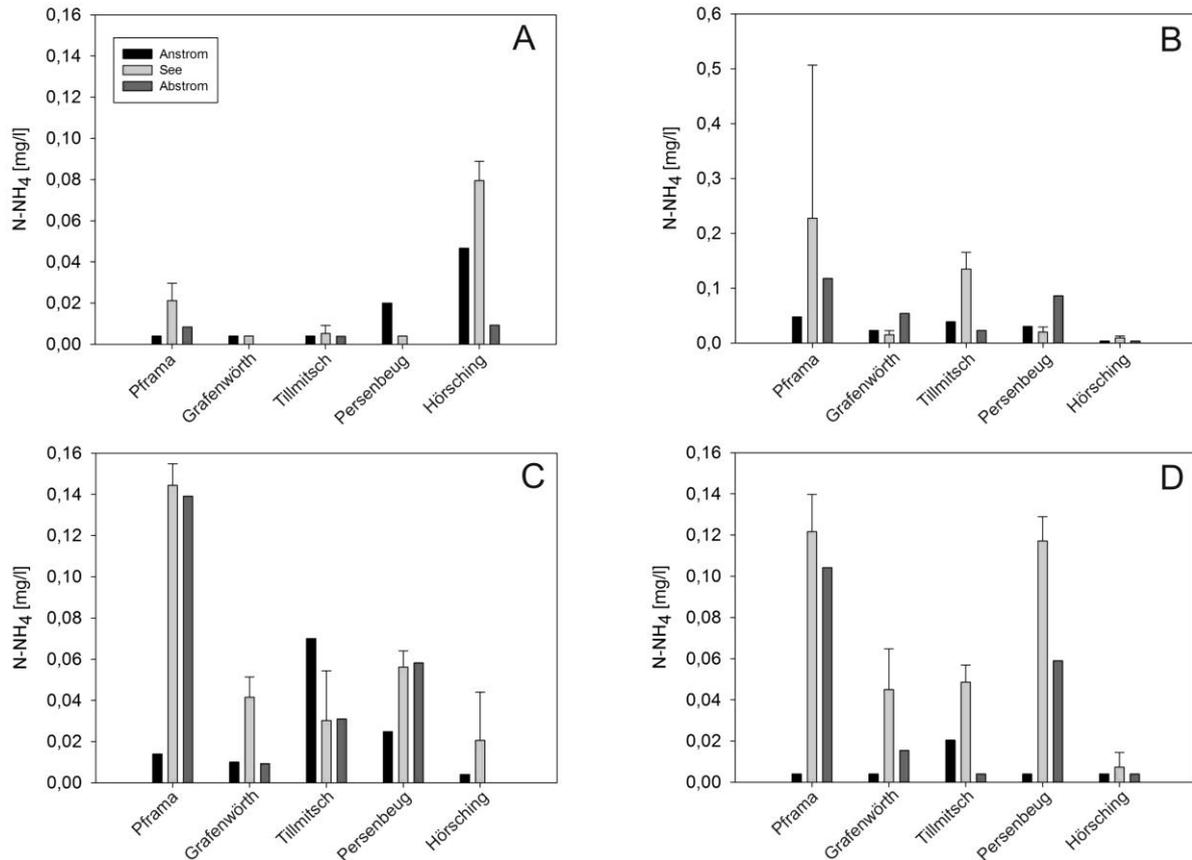 A
N-NH4 [mg/l]
0,16
0,14
0,12
0,10
0,08
0,06
0,04
0,02
0,00
Anstrom
See
Abstrom
Pframa
Grafenwörth
Tillmitsch
Persenbeug
Hörsching
B
N-NH4 [mg/l]
0,6
0,5
0,4
0,3
0,2
0,1
0,0
Pframa
Grafenwörth
Tillmitsch
Persenbeug
Hörsching
C
N-NH4 [mg/l]
0,16
0,14
0,12
0,10
0,08
0,06
0,04
0,02
0,00
Pframa
Grafenwörth
Tillmitsch
Persenbeug
Hörsching
D
N-NH4 [mg/l]
0,16
0,14
0,12
0,10
0,08
0,06
0,04
0,02
0,00
Pframa
Grafenwörth
Tillmitsch
Persenbeug
Hörsching